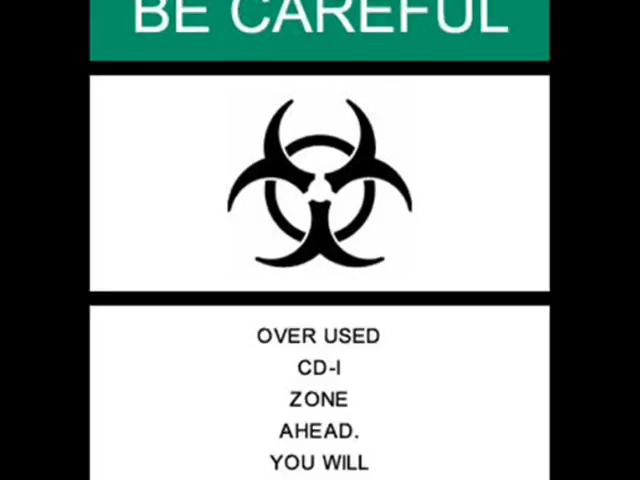 BE CAREFUL
OVER USED
CD-I
ZONE
AHEAD.
YOU WILL